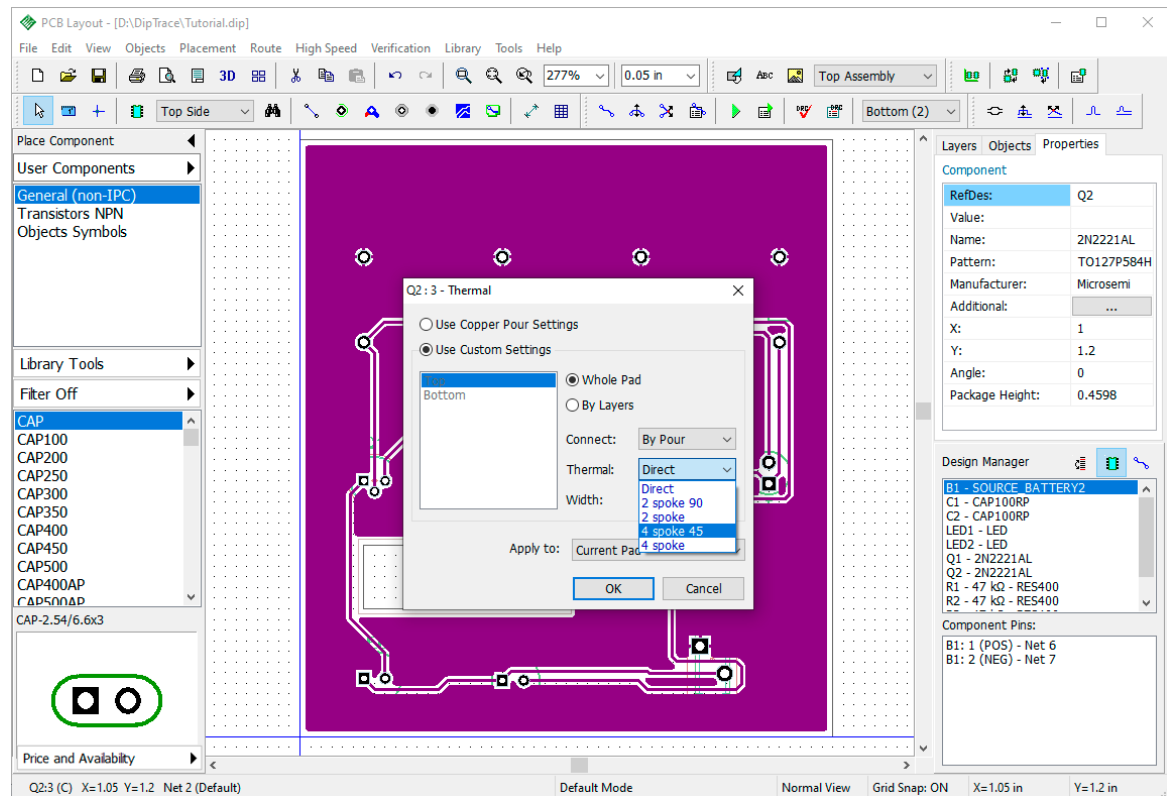 PCB Layout - [D:\DipTrace\Tutorial.dip]
File Edit View Objects Placement Route High Speed Verification Library Tools Help
3D 277% 0.05 in ABC Top Assembly
Top Side Bottom (2)
Place Component
User Components
General (non-IPC)
Transistors NPN
Objects Symbols
Library Tools
Filter Off
CAP
CAP100
CAP200
CAP250
CAP300
CAP350
CAP400
CAP450
CAP500
CAP400AP
CAP500AP
CAP-2.54/6.6x3
Price and Availability
Q2:3 - Thermal
Use Copper Pour Settings
Use Custom Settings
Top
Bottom
Whole Pad
By Layers
Connect: By Pour
Thermal: Direct
Width:
Direct
2 spoke 90
2 spoke
4 spoke 45
4 spoke
Apply to: Current Pad
OK Cancel
Layers Objects Properties
Component
RefDes: Q2
Value:
Name: 2N2221AL
Pattern: TO127P584H
Manufacturer: Microsemi
Additional: ...
X: 1
Y: 1.2
Angle: 0
Package Height: 0.4598
Design Manager
B1 - SOURCE_BATTERY2
C1 - CAP100RP
C2 - CAP100RP
LED1 - LED
LED2 - LED
Q1 - 2N2221AL
Q2 - 2N2221AL
R1 - 47 kΩ - RES400
R2 - 47 kΩ - RES400
Component Pins:
B1: 1 (POS) - Net 6
B1: 2 (NEG) - Net 7
Q2:3 (C) X=1.05 Y=1.2 Net 2 (Default) Default Mode Normal View Grid Snap: ON X=1.05 in Y=1.2 in